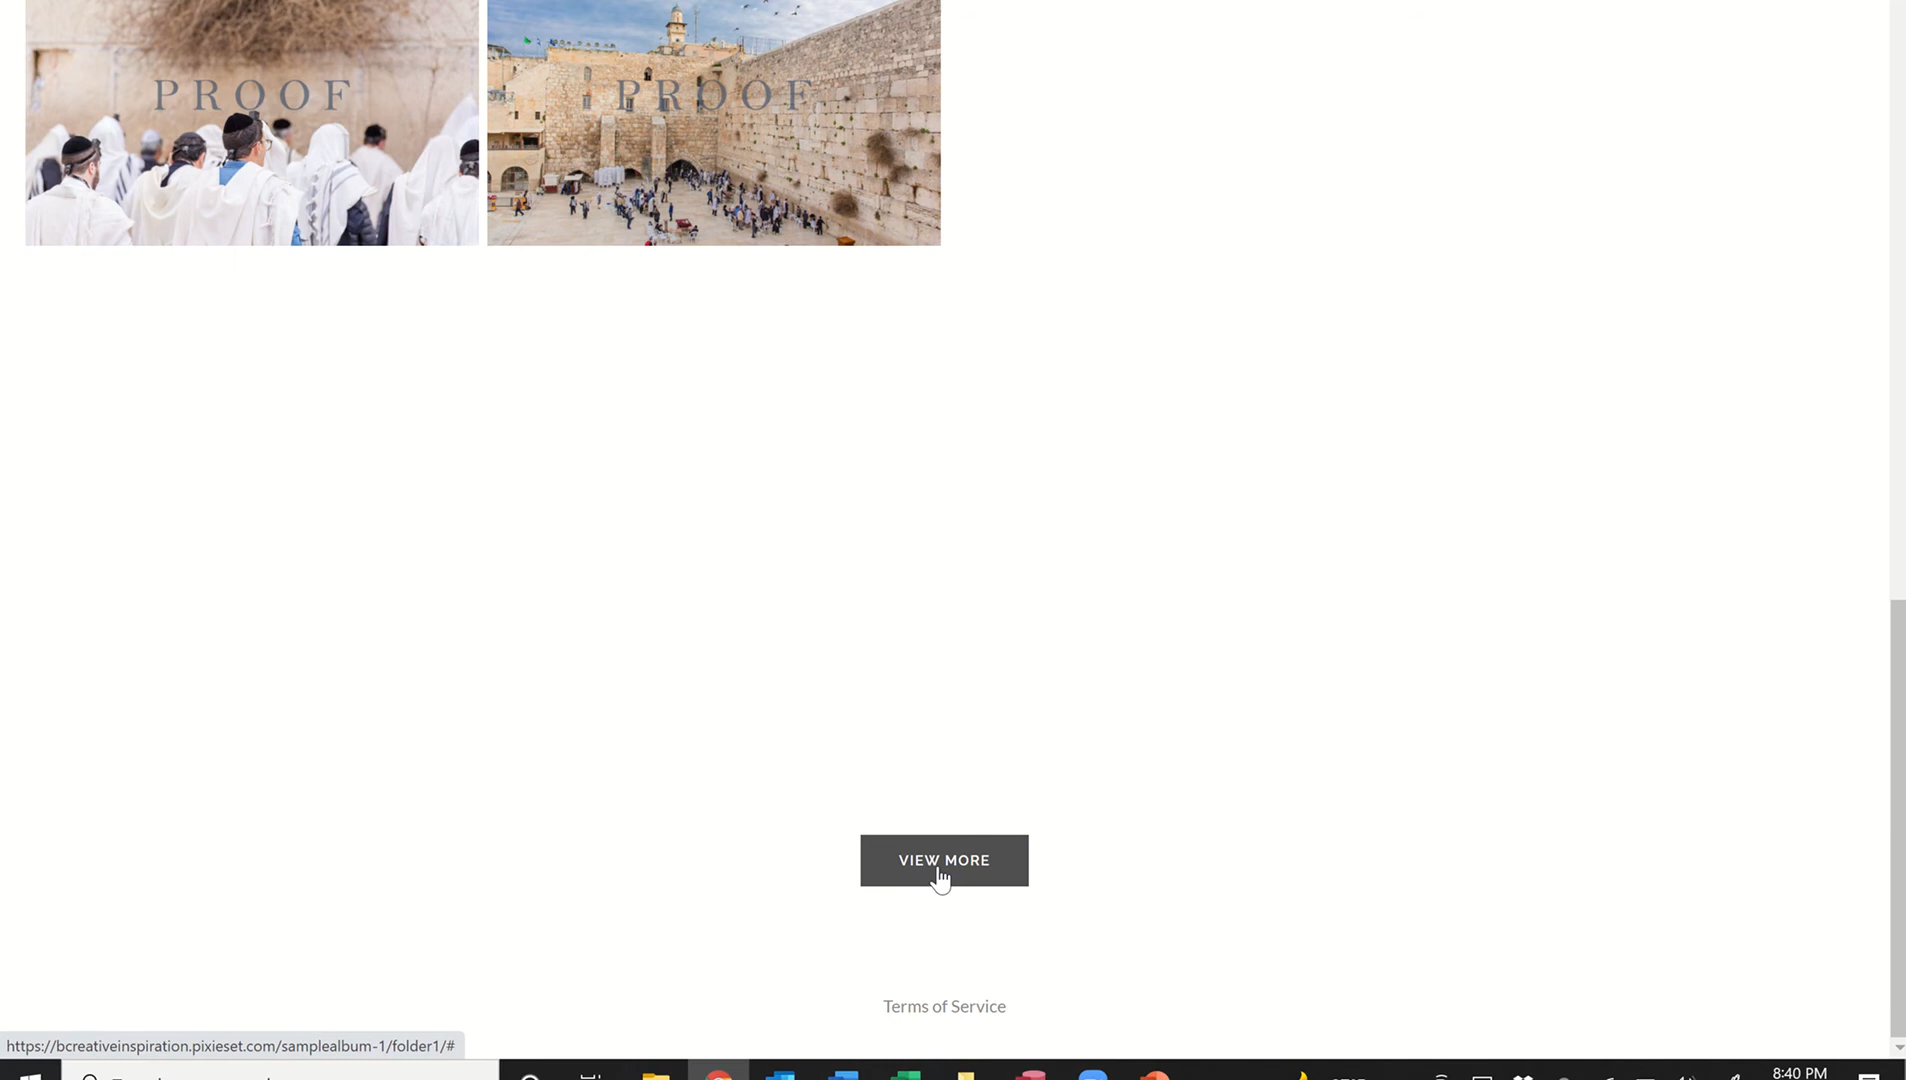 PROOF PROOF
VIEW MORE
Terms of Service
https://bcreativeinspiration.pixieset.com/samplealbum-1/folder1/#
8:40 PM